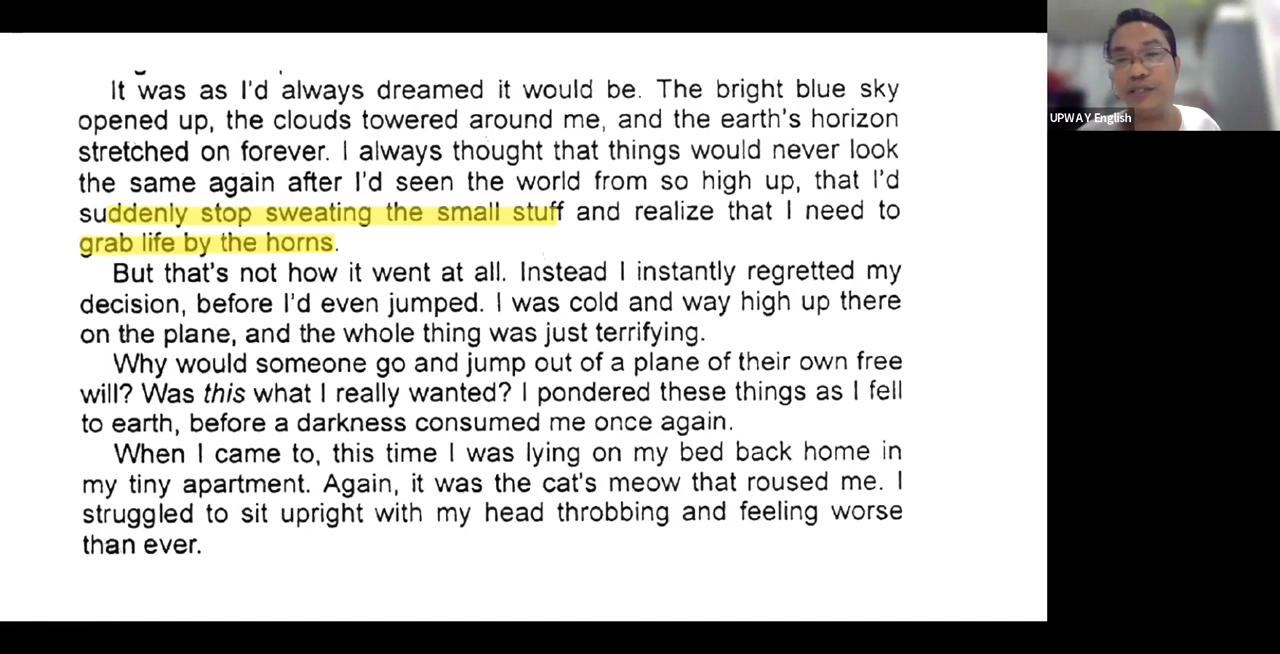 It was as I'd always dreamed it would be. The bright blue sky
opened up, the clouds towered around me, and the earth's horizon
stretched on forever. I always thought that things would never look
the same again after I'd seen the world from so high up, that I'd
suddenly stop sweating the small stuff and realize that I need to
grab life by the horns.
But that's not how it went at all. Instead I instantly regretted my
decision, before I'd even jumped. I was cold and way high up there
on the plane, and the whole thing was just terrifying.
Why would someone go and jump out of a plane of their own free
will? Was this what I really wanted? I pondered these things as I fell
to earth, before a darkness consumed me once again.
When I came to, this time I was lying on my bed back home in
my tiny apartment. Again, it was the cat's meow that roused me. I
struggled to sit upright with my head throbbing and feeling worse
than ever.
UPWAY English